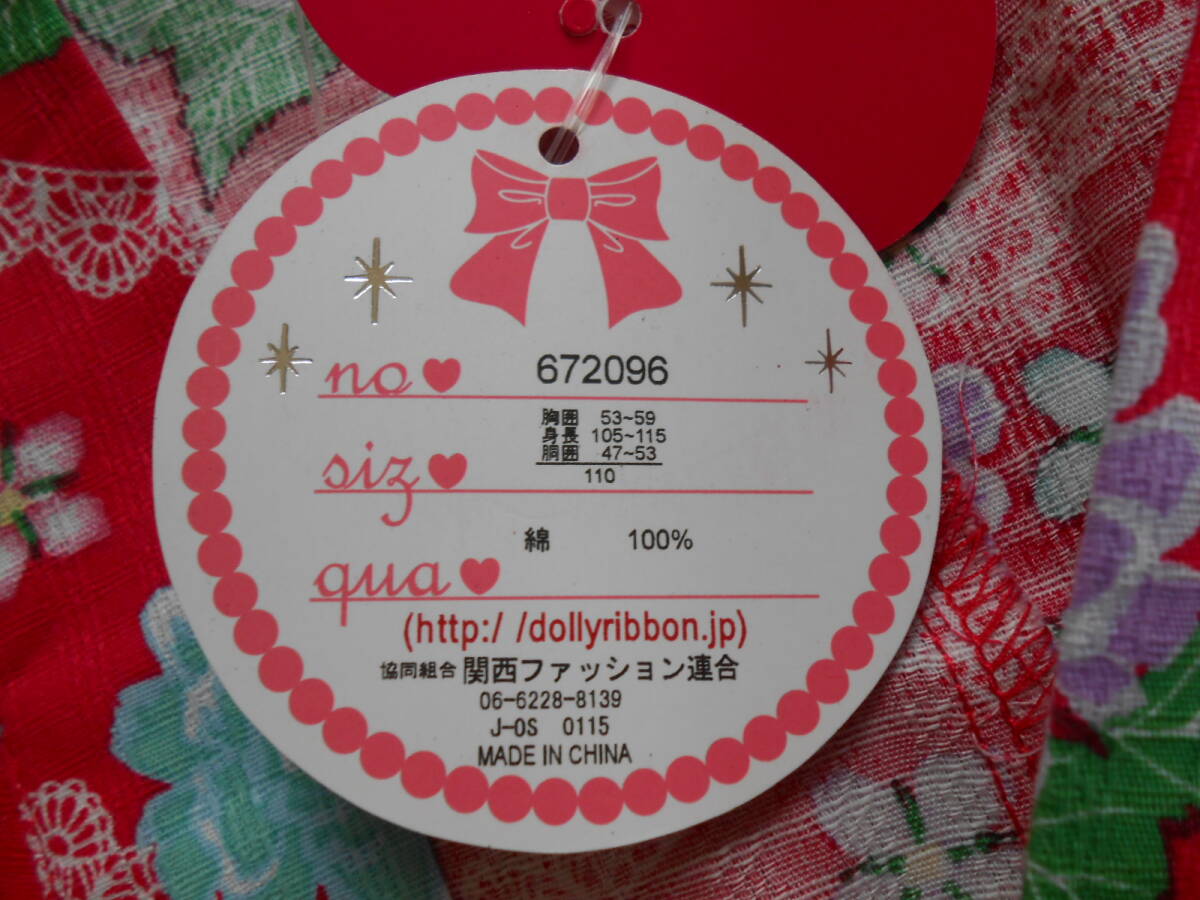 no 672096
胸囲 53~59
身長 105~115
胴囲 47~53
siz 110
綿 100%
qua
(http:/ /dollyribbon.jp)
協同組合 関西ファッション連合
06-6228-8139
J-0S 0115
MADE IN CHINA